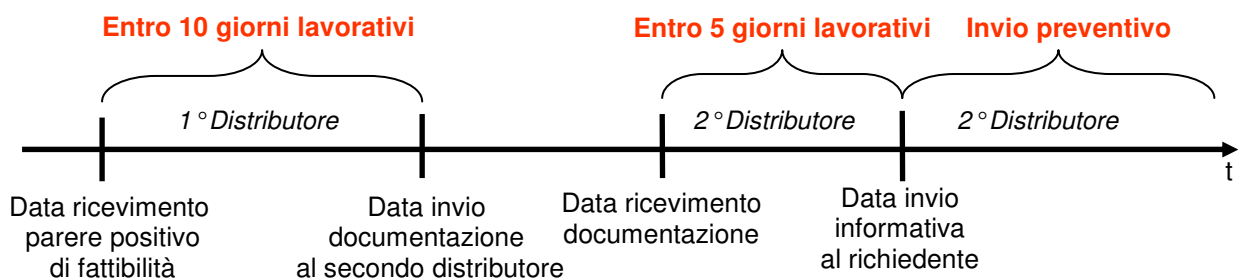 Entro 10 giorni lavorativi
Entro 5 giorni lavorativi
Invio preventivo
1° Distributore
2° Distributore
2° Distributore
t
Data ricevimento
parere positivo
di fattibilità
Data invio
documentazione
al secondo distributore
Data ricevimento
documentazione
Data invio
informativa
al richiedente